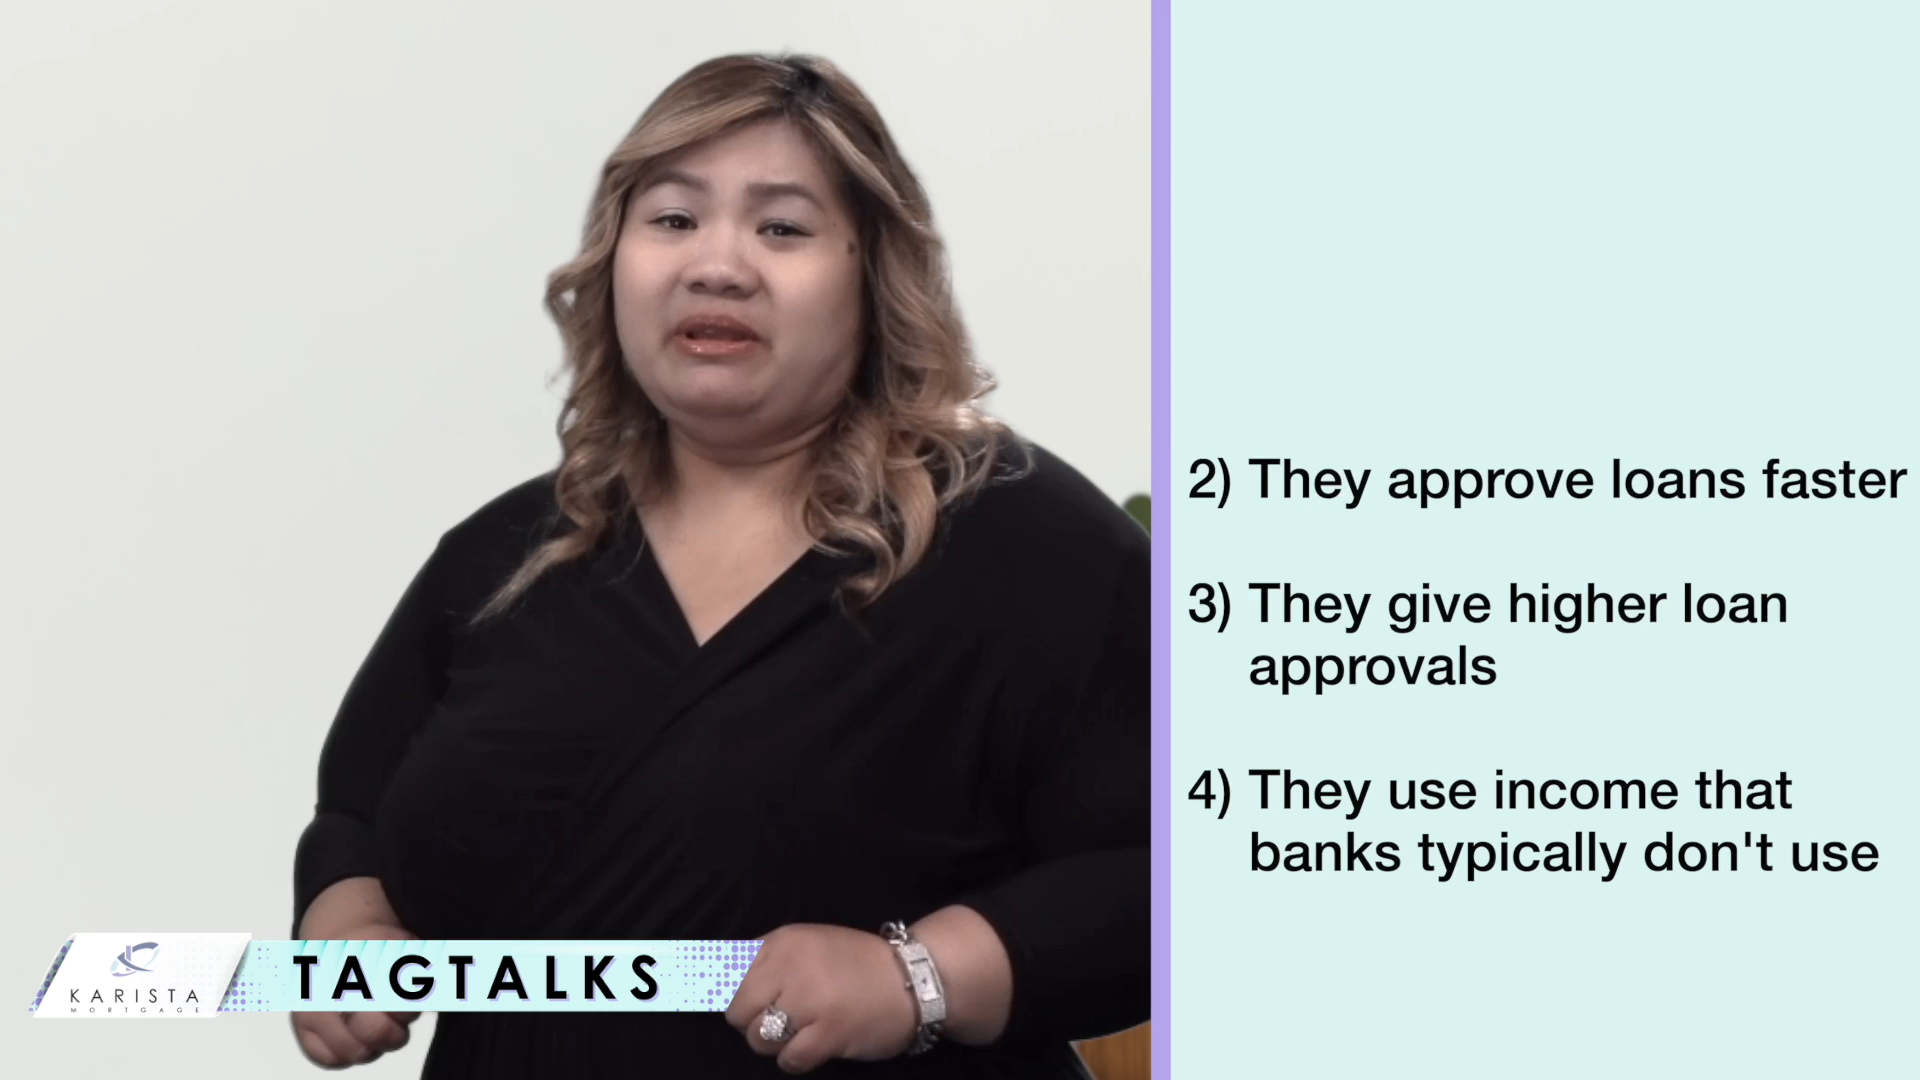 2) They approve loans faster
3) They give higher loan
approvals
4) They use income that
banks typically don't use
KARISTA
MORTGAGE
TAGTALKS